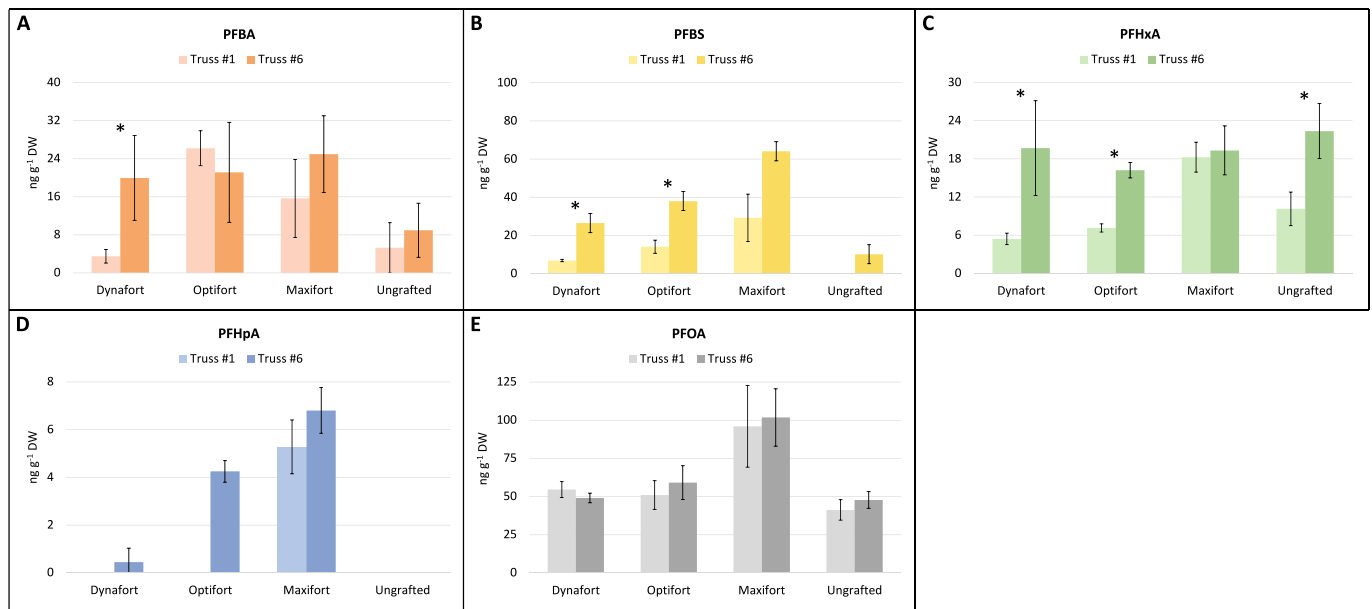 A
PFBA
Truss #1 Truss #6
ng g⁻¹ DW
40
32
24
16
8
0
*
Dynafort Optifort Maxifort Ungrafted
B
PFBS
Truss #1 Truss #6
ng g⁻¹ DW
100
80
60
40
20
0
* *
Dynafort Optifort Maxifort Ungrafted
C
PFHxA
Truss #1 Truss #6
ng g⁻¹ DW
30
24
18
12
6
0
* * *
Dynafort Optifort Maxifort Ungrafted
D
PFHpA
Truss #1 Truss #6
ng g⁻¹ DW
8
6
4
2
0
Dynafort Optifort Maxifort Ungrafted
E
PFOA
Truss #1 Truss #6
ng g⁻¹ DW
125
100
75
50
25
0
Dynafort Optifort Maxifort Ungrafted